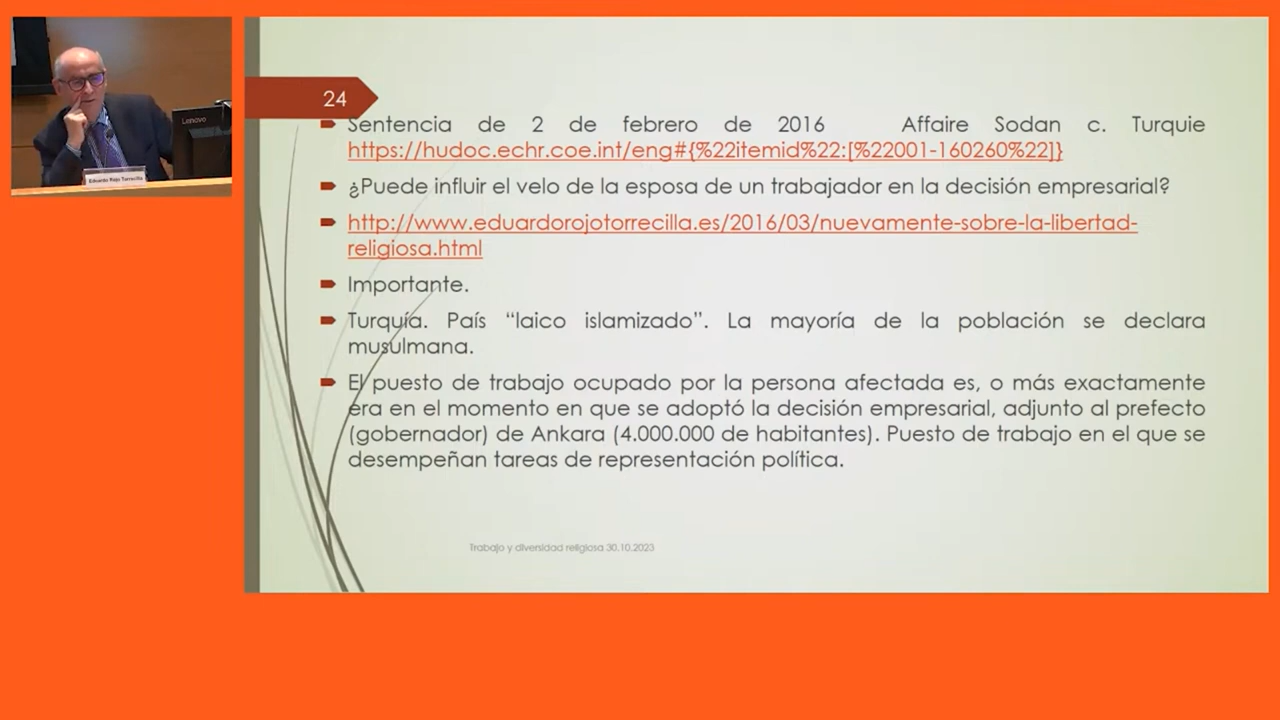 Lenovo
Eduardo Rojo Torrecilla
24
Sentencia de 2 de febrero de 2016 Affaire Sodan c. Turquie
https://hudoc.echr.coe.int/eng#{%22itemid%22:[%22001-160260%22]}
¿Puede influir el velo de la esposa de un trabajador en la decisión empresarial?
http://www.eduardorojotorrecilla.es/2016/03/nuevamente-sobre-la-libertad-
religiosa.html
Importante.
Turquía. País “laico islamizado”. La mayoría de la población se declara
musulmana.
El puesto de trabajo ocupado por la persona afectada es, o más exactamente
era en el momento en que se adoptó la decisión empresarial, adjunto al prefecto
(gobernador) de Ankara (4.000.000 de habitantes). Puesto de trabajo en el que se
desempeñan tareas de representación política.
Trabajo y diversidad religiosa 30.10.2023